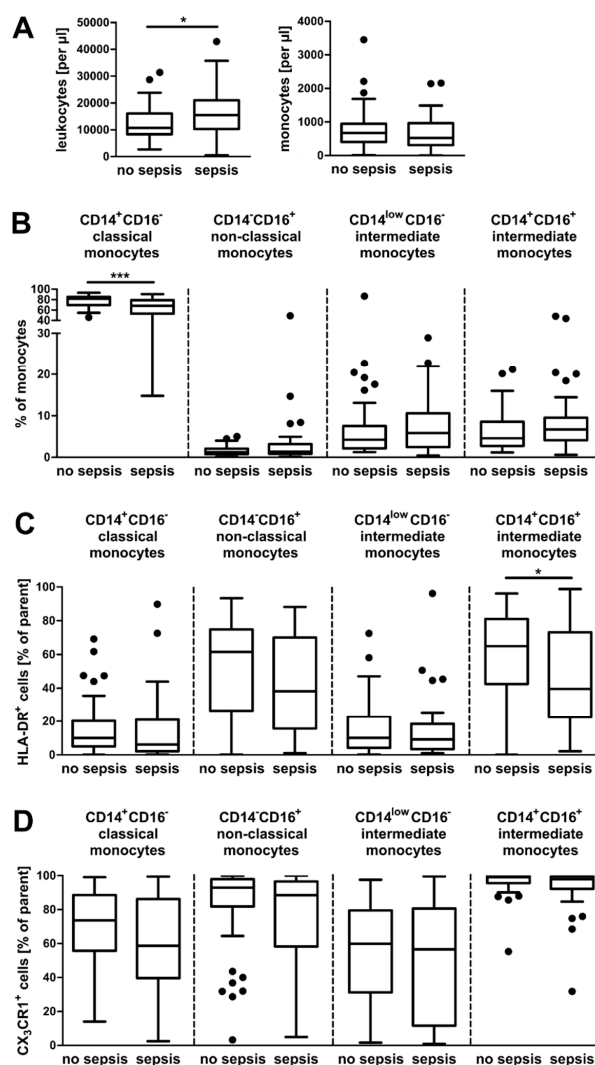 A
leukocytes [per µl]
50000
40000
30000
20000
10000
0
*
no sepsis sepsis
monocytes [per µl]
4000
3000
2000
1000
0
no sepsis sepsis
B
CD14⁺CD16⁻
classical
monocytes
CD14⁻CD16⁺
non-classical
monocytes
CD14ˡᵒʷCD16⁻
intermediate
monocytes
CD14⁺CD16⁺
intermediate
monocytes
% of monocytes
100
80
60
40
30
20
10
0
***
no sepsis sepsis no sepsis sepsis no sepsis sepsis no sepsis sepsis
C
CD14⁺CD16⁻
classical
monocytes
CD14⁻CD16⁺
non-classical
monocytes
CD14ˡᵒʷCD16⁻
intermediate
monocytes
CD14⁺CD16⁺
intermediate
monocytes
HLA-DR⁺ cells [% of parent]
100
80
60
40
20
0
*
no sepsis sepsis no sepsis sepsis no sepsis sepsis no sepsis sepsis
D
CD14⁺CD16⁻
classical
monocytes
CD14⁻CD16⁺
non-classical
monocytes
CD14ˡᵒʷCD16⁻
intermediate
monocytes
CD14⁺CD16⁺
intermediate
monocytes
CX₃CR1⁺ cells [% of parent]
100
80
60
40
20
0
no sepsis sepsis no sepsis sepsis no sepsis sepsis no sepsis sepsis